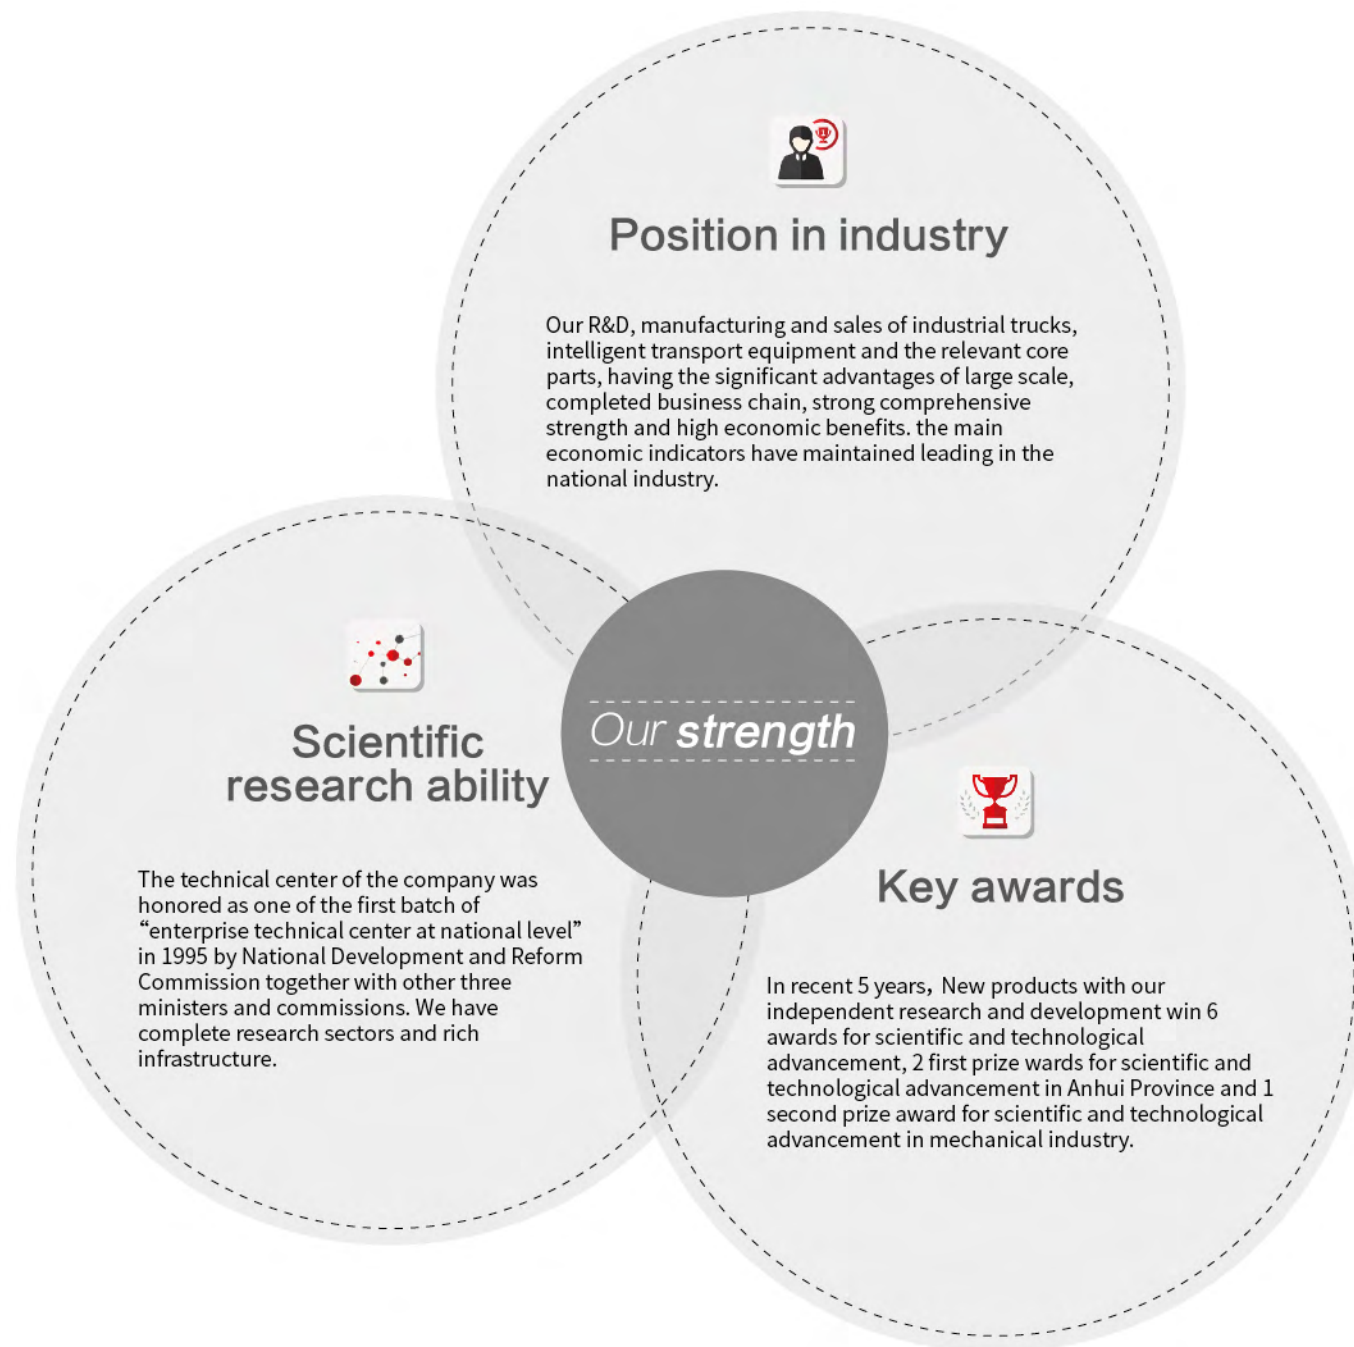 Position in industry
Our R&D, manufacturing and sales of industrial trucks,
intelligent transport equipment and the relevant core
parts, having the significant advantages of large scale,
completed business chain, strong comprehensive
strength and high economic benefits. the main
economic indicators have maintained leading in the
national industry.
Our strength
Scientific
research ability
The technical center of the company was
honored as one of the first batch of
“enterprise technical center at national level”
in 1995 by National Development and Reform
Commission together with other three
ministers and commissions. We have
complete research sectors and rich
infrastructure.
Key awards
In recent 5 years，New products with our
independent research and development win 6
awards for scientific and technological
advancement, 2 first prize wards for scientific and
technological advancement in Anhui Province and 1
second prize award for scientific and technological
advancement in mechanical industry.